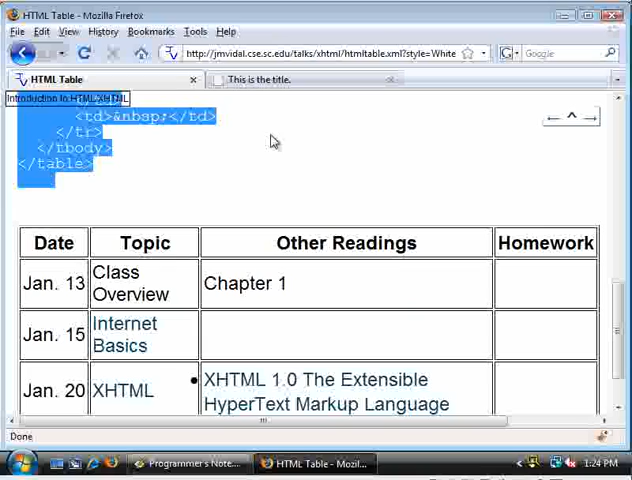 HTML Table - Mozilla Firefox
File Edit View History Bookmarks Tools Help
http://jmvidal.cse.sc.edu/talks/xhtml/htmltable.xml?style=White
Google
HTML Table
This is the title.
Introduction to HTML/XHTML
<td>&nbsp;</td>
</tr>
</tbody>
</table>
Date Topic Other Readings Homework
Jan. 13 Class Overview Chapter 1
Jan. 15 Internet Basics
Jan. 20 XHTML • XHTML 1.0 The Extensible
HyperText Markup Language
Done
Programmer's Note... HTML Table - Mozil... 1:24 PM